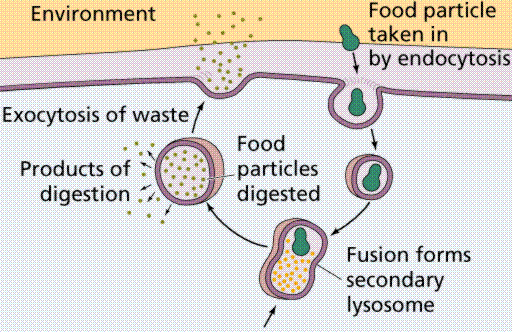 Environment
Food particle
taken in
by endocytosis
Exocytosis of waste
Products of
digestion
Food
particles
digested
Fusion forms
secondary
lysosome